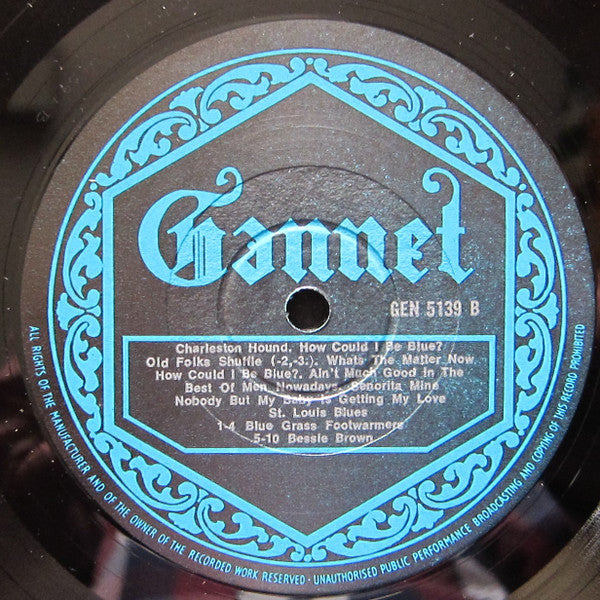 Gannet
GEN 5139 B
Charleston Hound. How Could I Be Blue?
Old Folks Shuffle (-2,-3.). Whats The Matter Now
How Could I Be Blue?. Ain't Much Good In The
Best Of Men Nowadays. Senorita Mine
Nobody But My Baby Is Getting My Love
St. Louis Blues
1-4 Blue Grass Footwarmers
5-10 Bessie Brown
ALL RIGHTS OF THE MANUFACTURER AND OF THE OWNER OF THE RECORDED WORK RESERVED · UNAUTHORISED PUBLIC PERFORMANCE BROADCASTING AND COPYING OF THIS RECORD PROHIBITED